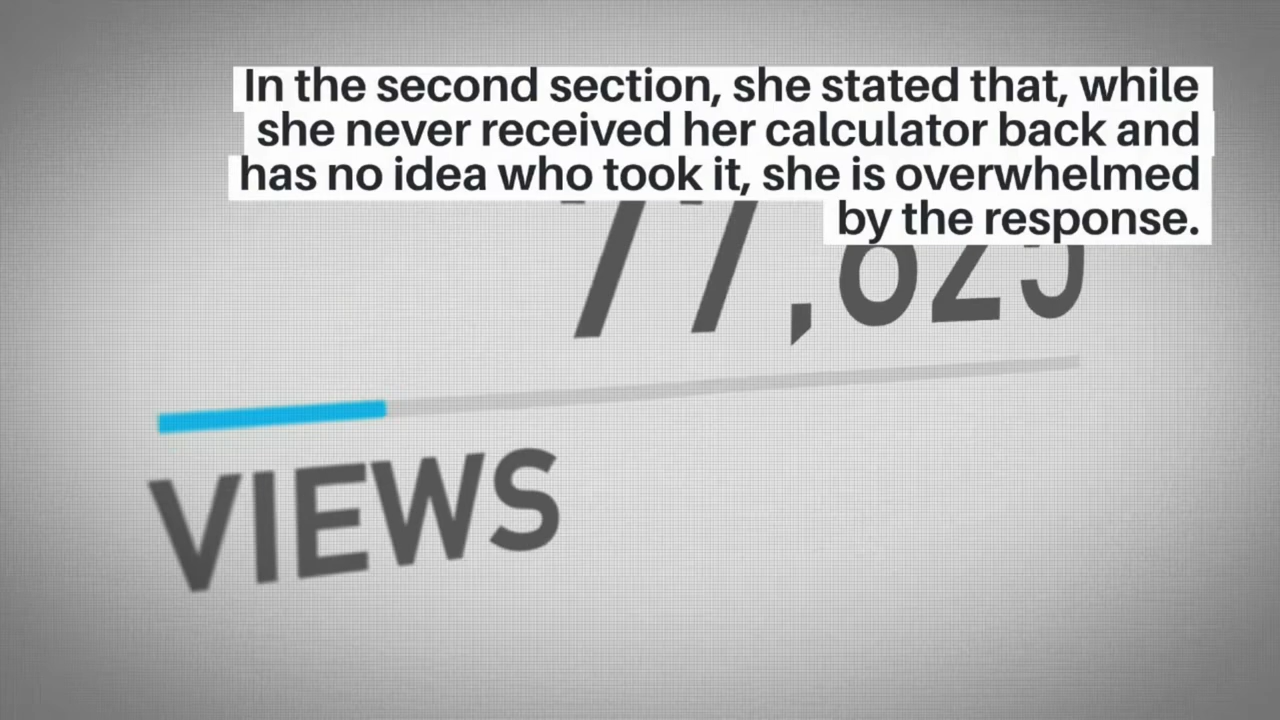 In the second section, she stated that, while
she never received her calculator back and
has no idea who took it, she is overwhelmed
by the response.
VIEWS